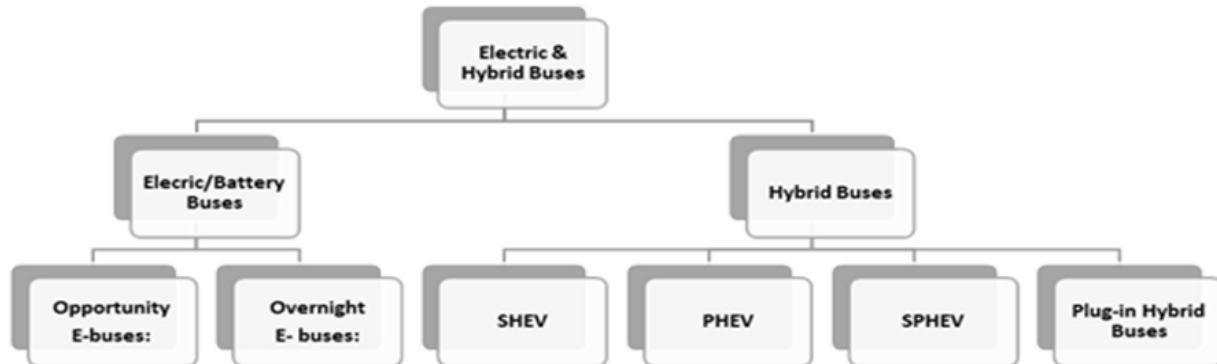 Electric &
Hybrid Buses
Elecric/Battery
Buses
Hybrid Buses
Opportunity
E-buses:
Overnight
E- buses:
SHEV
PHEV
SPHEV
Plug-in Hybrid
Buses